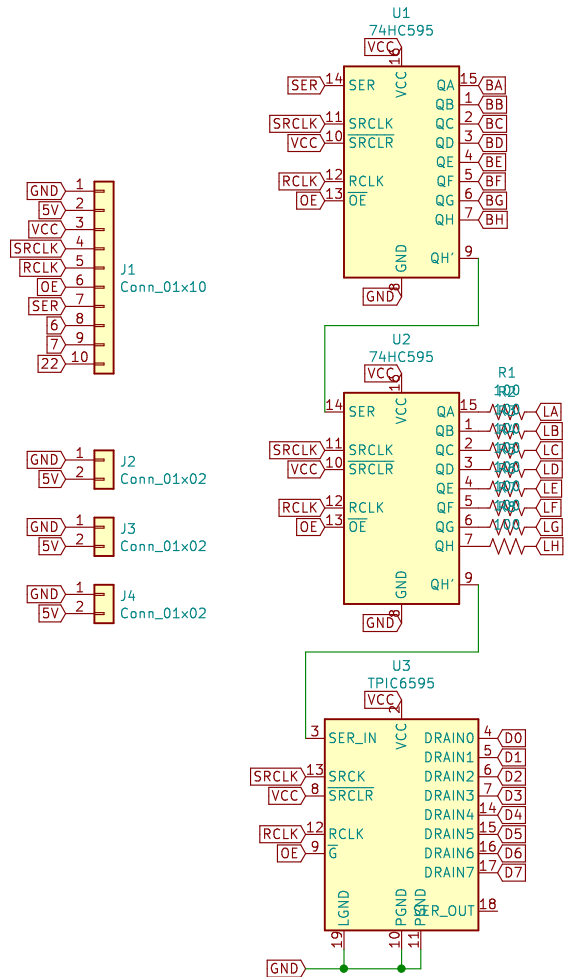 U1
74HC595
VCC
16
VCC
SER 14 SER
QA 15 BA
QB 1 BB
SRCLK 11 SRCLK
QC 2 BC
VCC 10 SRCLR
QD 3 BD
QE 4 BE
RCLK 12 RCLK
QF 5 BF
OE 13 OE
QG 6 BG
QH 7 BH
QH' 9
GND
8
GND
GND 1
5V 2
VCC 3
SRCLK 4
RCLK 5
OE 6
SER 7
6 8
7 9
22 10
J1
Conn_01x10
U2
74HC595
VCC
16
VCC
14 SER
QA 15
QB 1
SRCLK 11 SRCLK
QC 2
VCC 10 SRCLR
QD 3
QE 4
RCLK 12 RCLK
QF 5
OE 13 OE
QG 6
QH 7
QH' 9
GND
8
GND
R1
100
R2
LA
LB
LC
LD
LE
LF
LG
LH
100
GND 1
5V 2
J2
Conn_01x02
GND 1
5V 2
J3
Conn_01x02
GND 1
5V 2
J4
Conn_01x02
U3
TPIC6595
VCC
2
VCC
3 SER_IN
DRAIN0 4 D0
DRAIN1 5 D1
SRCLK 13 SRCK
DRAIN2 6 D2
VCC 8 SRCLR
DRAIN3 7 D3
DRAIN4 14 D4
RCLK 12 RCLK
DRAIN5 15 D5
OE 9 G
DRAIN6 16 D6
DRAIN7 17 D7
LGND
PGND
PGND
SER_OUT 18
19
10
11
GND